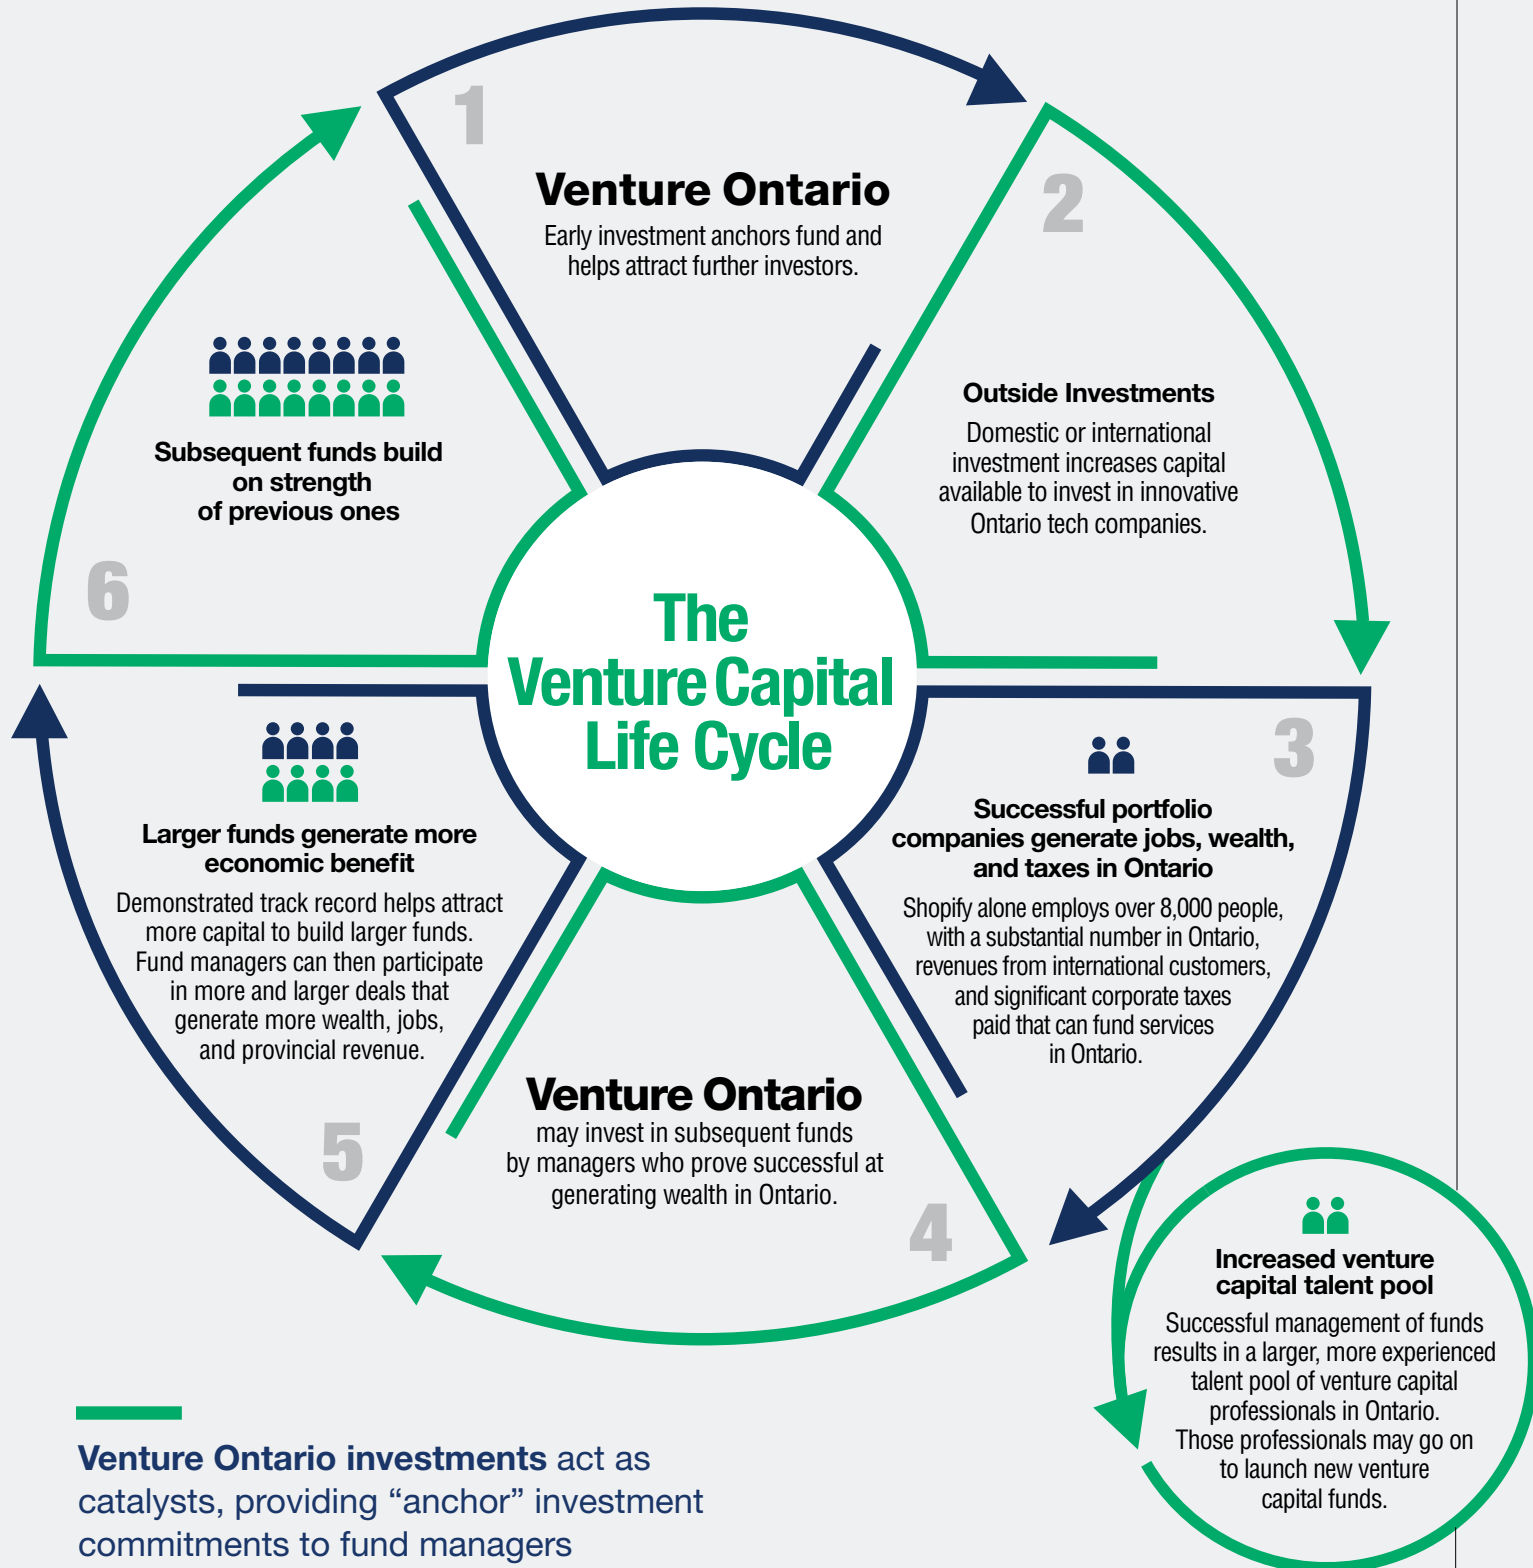 1
Venture Ontario
Early investment anchors fund and
helps attract further investors.
2
Outside Investments
Domestic or international
investment increases capital
available to invest in innovative
Ontario tech companies.
3
Successful portfolio
companies generate jobs, wealth,
and taxes in Ontario
Shopify alone employs over 8,000 people,
with a substantial number in Ontario,
revenues from international customers,
and significant corporate taxes
paid that can fund services
in Ontario.
Increased venture
capital talent pool
Successful management of funds
results in a larger, more experienced
talent pool of venture capital
professionals in Ontario.
Those professionals may go on
to launch new venture
capital funds.
4
Venture Ontario
may invest in subsequent funds
by managers who prove successful at
generating wealth in Ontario.
5
Larger funds generate more
economic benefit
Demonstrated track record helps attract
more capital to build larger funds.
Fund managers can then participate
in more and larger deals that
generate more wealth, jobs,
and provincial revenue.
6
Subsequent funds build
on strength
of previous ones
The
Venture Capital
Life Cycle
Venture Ontario investments act as
catalysts, providing “anchor” investment
commitments to fund managers